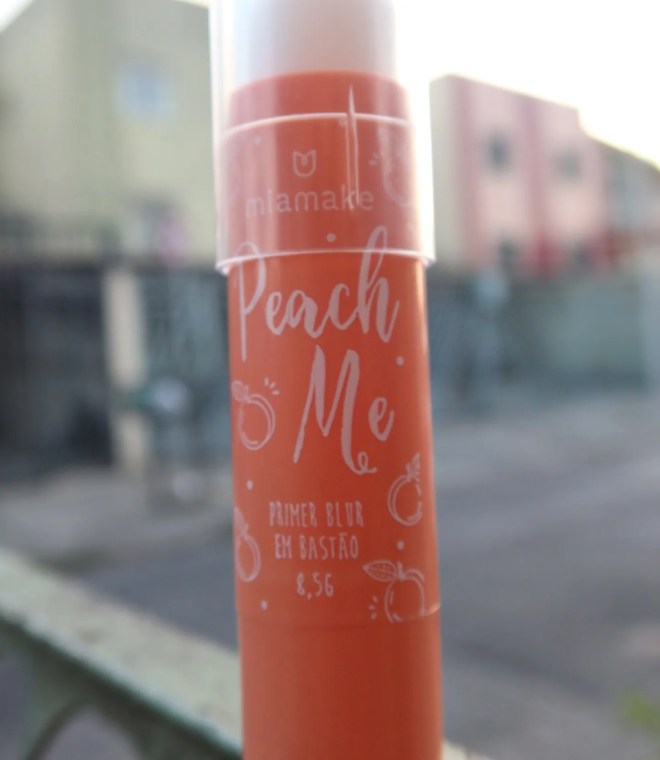 miamake
Peach
Me
PRIMER BLUR
EM BASTÃO
8,5G